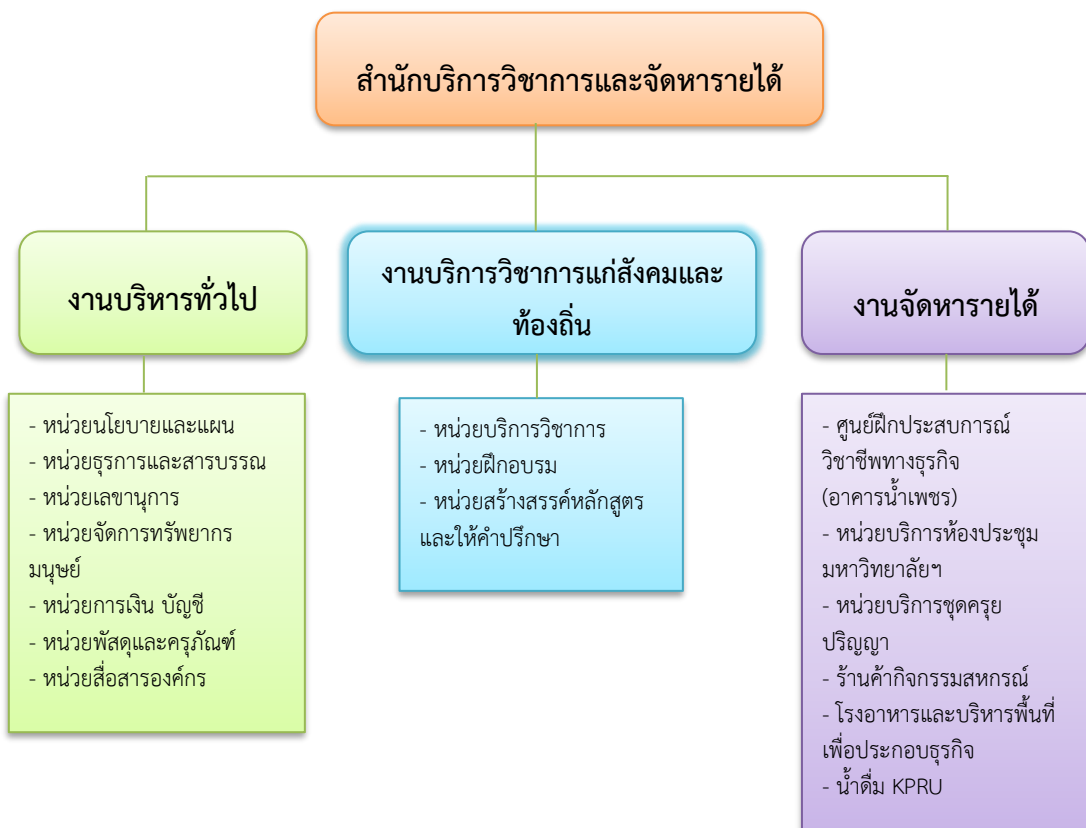 สำนักบริการวิชาการและจัดหารายได้
งานบริหารทั่วไป
- หน่วยนโยบายและแผน
- หน่วยธุรการและสารบรรณ
- หน่วยเลขานุการ
- หน่วยจัดการทรัพยากร
มนุษย์
- หน่วยการเงิน บัญชี
- หน่วยพัสดุและครุภัณฑ์
- หน่วยสื่อสารองค์กร
งานบริการวิชาการแก่สังคมและ
ท้องถิ่น
- หน่วยบริการวิชาการ
- หน่วยฝึกอบรม
- หน่วยสร้างสรรค์หลักสูตร
และให้คำปรึกษา
งานจัดหารายได้
- ศูนย์ฝึกประสบการณ์
วิชาชีพทางธุรกิจ
(อาคารน้ำเพชร)
- หน่วยบริการห้องประชุม
มหาวิทยาลัยฯ
- หน่วยบริการชุดครุย
ปริญญา
- ร้านค้ากิจกรรมสหกรณ์
- โรงอาหารและบริหารพื้นที่
เพื่อประกอบธุรกิจ
- น้ำดื่ม KPRU